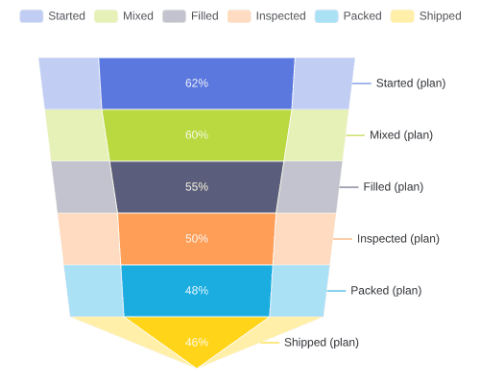 Started Mixed Filled Inspected Packed Shipped
62% Started (plan)
60% Mixed (plan)
55% Filled (plan)
50% Inspected (plan)
48% Packed (plan)
46% Shipped (plan)